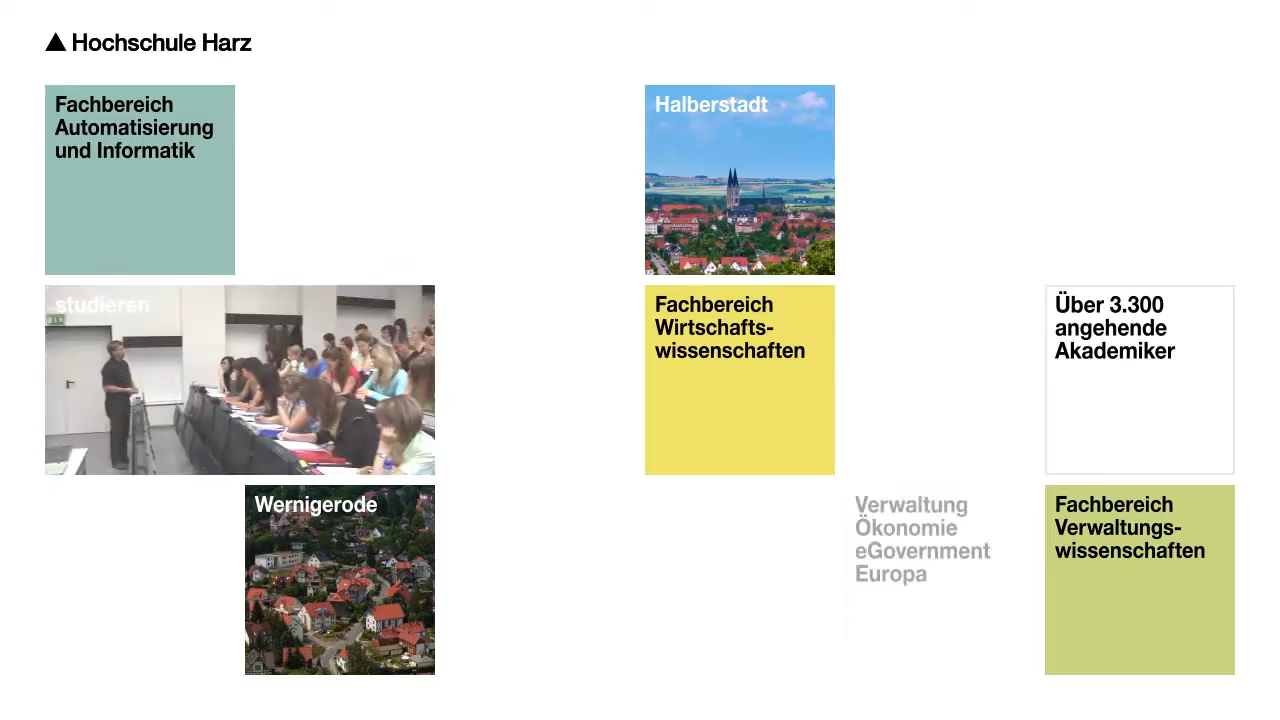 Hochschule Harz
Fachbereich
Automatisierung
und Informatik
Halberstadt
studieren
Fachbereich
Wirtschafts-
wissenschaften
Über 3.300
angehende
Akademiker
Wernigerode
Verwaltung
Ökonomie
eGovernment
Europa
Fachbereich
Verwaltungs-
wissenschaften